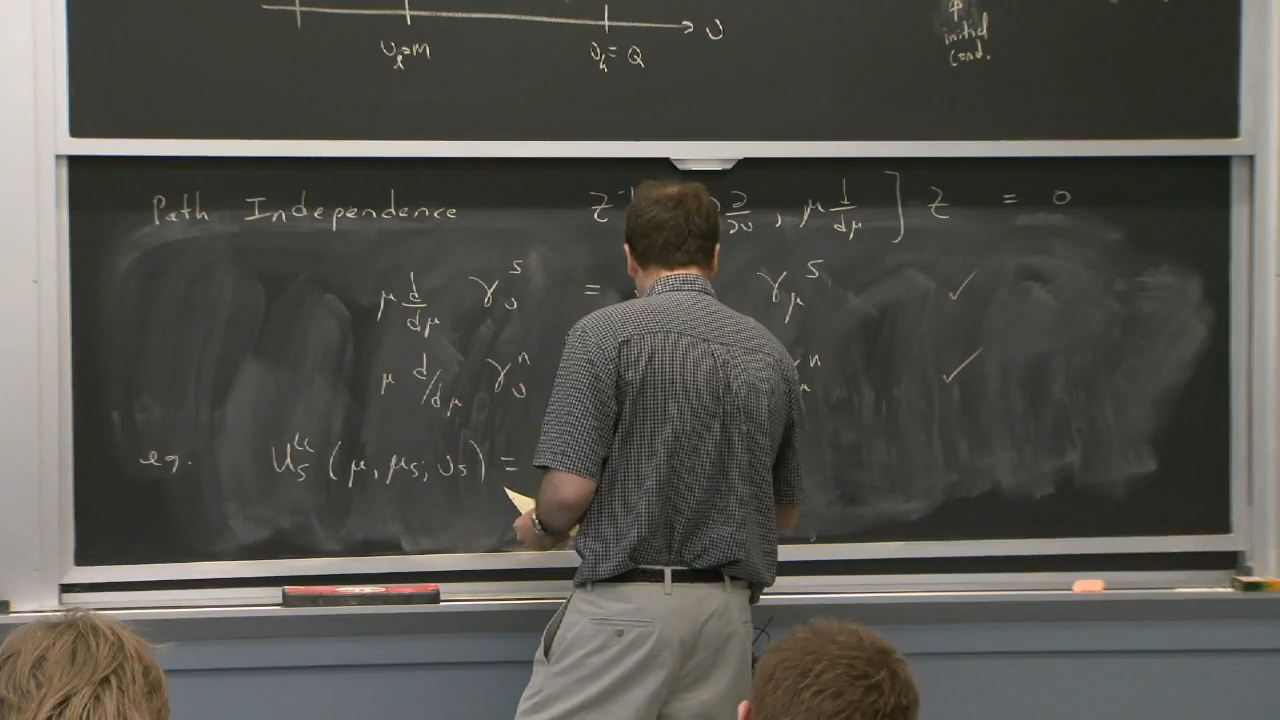 υ
υ_l = M
υ_h = Q
initial
cond.
Path Independence Z⁻¹ ∂/∂υ , μ d/dμ ] Z = 0
μ d/dμ γ_υ^s = γ_μ^s ✓
μ d/dμ γ_υ^n n ✓
eg. U_s (μ, μ_s; υ_s) =